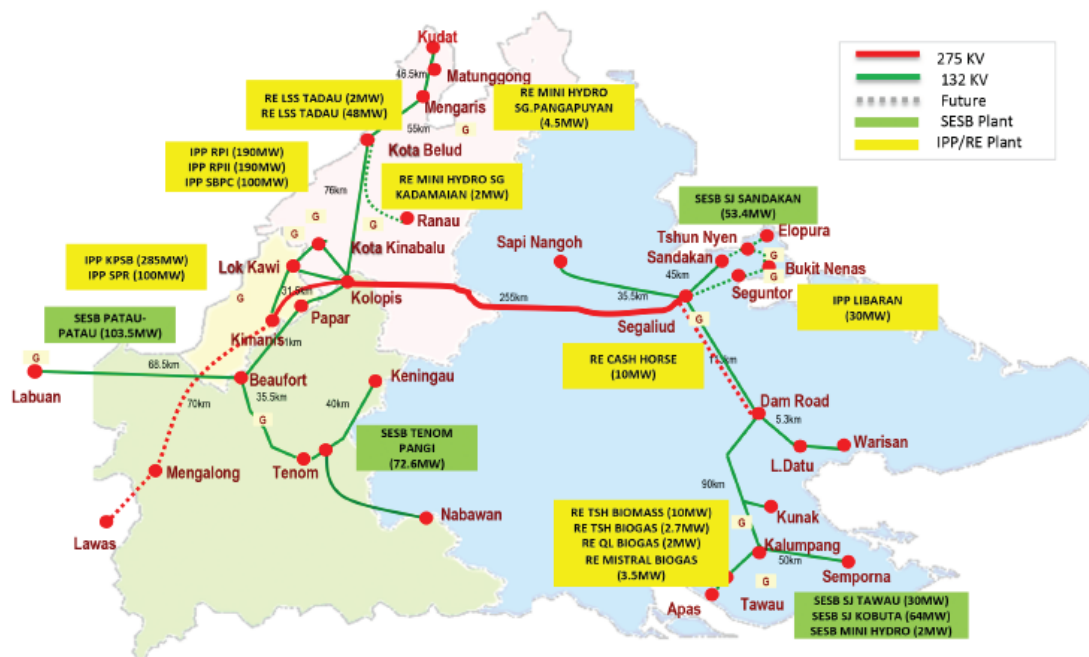 Kudat
48.5km
Matunggong
Mengaris
RE LSS TADAU (2MW)
RE LSS TADAU (48MW)
55km
G
RE MINI HYDRO
SG.PANGAPUYAN
(4.5MW)
275 KV
132 KV
Future
SESB Plant
IPP/RE Plant
IPP RPI (190MW)
IPP RPII (190MW)
IPP SBPC (100MW)
Kota Belud
76km
RE MINI HYDRO SG
KADAMAIAN (2MW)
Ranau
G
G
G
Kota Kinabalu
SESB SJ SANDAKAN
(53.4MW)
Elopura
Tshun Nyen
Sandakan
G
Bukit Nenas
G
Seguntor
45km
Sapi Nangoh
35.5km
IPP KPSB (285MW)
IPP SPR (100MW)
Lok Kawi
G
Kolopis
Papar
Kimanis
255km
Segaliud
G
IPP LIBARAN
(30MW)
SESB PATAU-
PATAU (103.5MW)
G
68.5km
Labuan
Beaufort
70km
35.5km
G
Keningau
40km
RE CASH HORSE
(10MW)
Dam Road
5.3km
Warisan
L.Datu
SESB TENOM
PANGI
(72.6MW)
Tenom
Mengalong
Lawas
Nabawan
90km
RE TSH BIOMASS (10MW)
RE TSH BIOGAS (2.7MW)
RE QL BIOGAS (2MW)
RE MISTRAL BIOGAS
(3.5MW)
Kunak
G
Kalumpang
50km
Semporna
G
Apas
Tawau
SESB SJ TAWAU (30MW)
SESB SJ KOBUTA (64MW)
SESB MINI HYDRO (2MW)